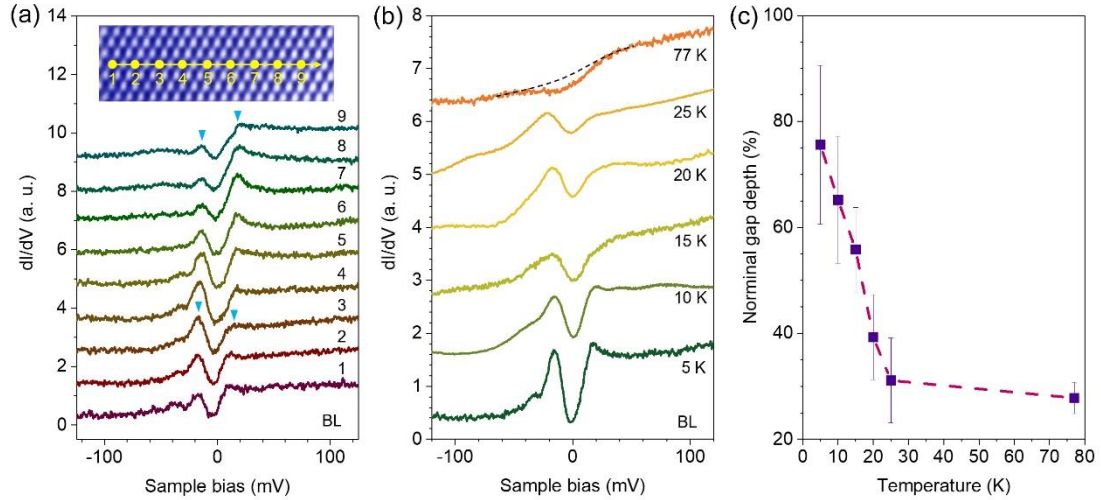 (a)
14
12
10
8
6
4
2
0
dI/dV (a. u.)
1 2 3 4 5 6 7 8 9
9
8
7
6
5
4
3
2
1
BL
-100 0 100
Sample bias (mV)
(b)
8
7
6
5
4
3
2
1
0
dI/dV (a. u.)
77 K
25 K
20 K
15 K
10 K
5 K
BL
-100 0 100
Sample bias (mV)
(c)
100
80
60
40
20
Norminal gap depth (%)
0 10 20 30 40 50 60 70 80
Temperature (K)